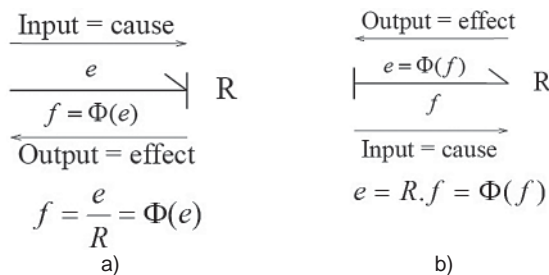 Input = cause
e
R
f = Φ(e)
Output = effect
f = e/R = Φ(e)
a)
Output = effect
e = Φ(f)
R
f
Input = cause
e = R.f = Φ(f)
b)